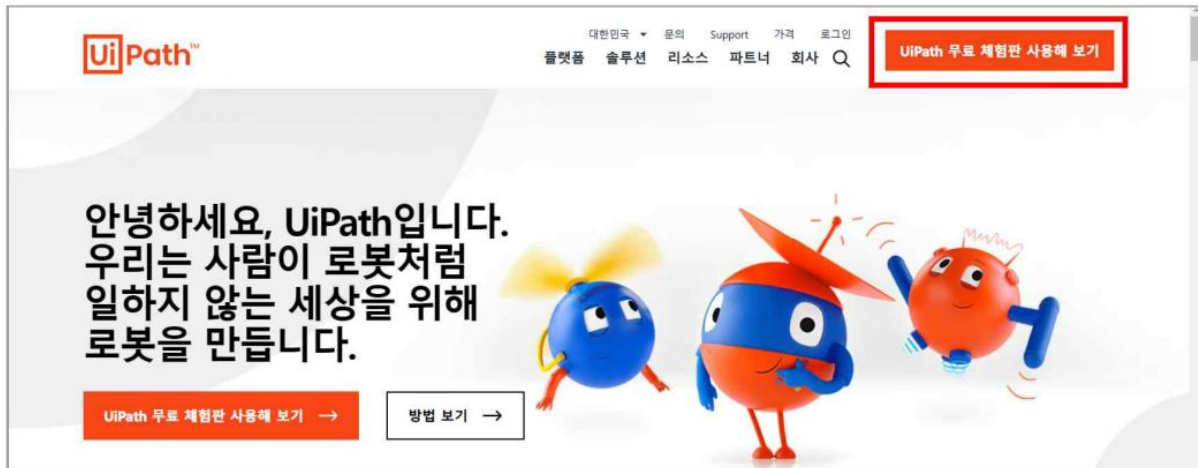 UiPath™
대한민국 문의 Support 가격 로그인
플랫폼 솔루션 리소스 파트너 회사
UiPath 무료 체험판 사용해 보기
안녕하세요, UiPath입니다.
우리는 사람이 로봇처럼
일하지 않는 세상을 위해
로봇을 만듭니다.
UiPath 무료 체험판 사용해 보기 →
방법 보기 →